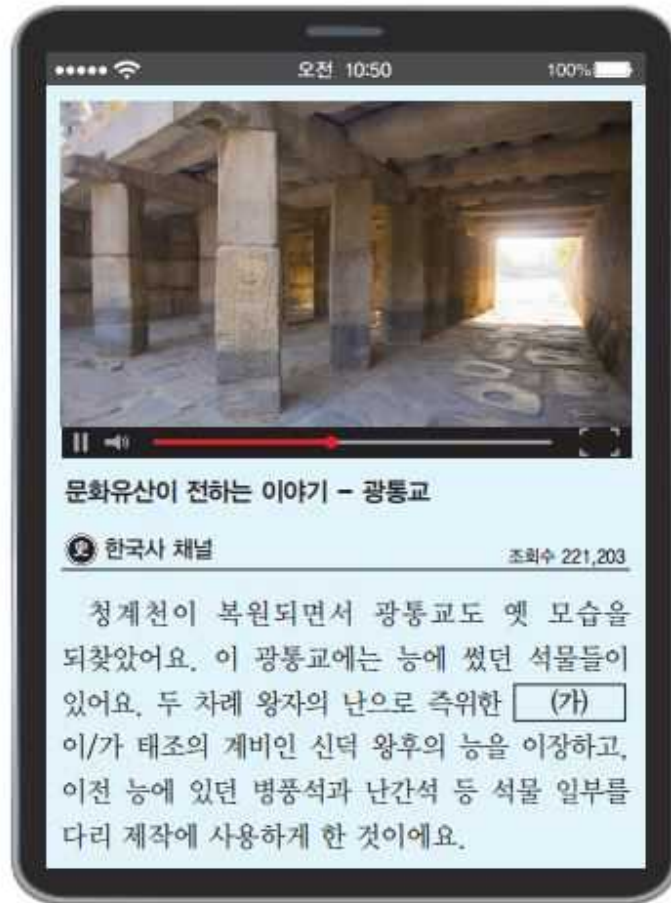 오전 10:50
100%
문화유산이 전하는 이야기 - 광통교
史 한국사 채널
조회수 221,203
청계천이 복원되면서 광통교도 옛 모습을
되찾았어요. 이 광통교에는 능에 썼던 석물들이
있어요. 두 차례 왕자의 난으로 즉위한 (가)
이/가 태조의 계비인 신덕 왕후의 능을 이장하고,
이전 능에 있던 병풍석과 난간석 등 석물 일부를
다리 제작에 사용하게 한 것이에요.